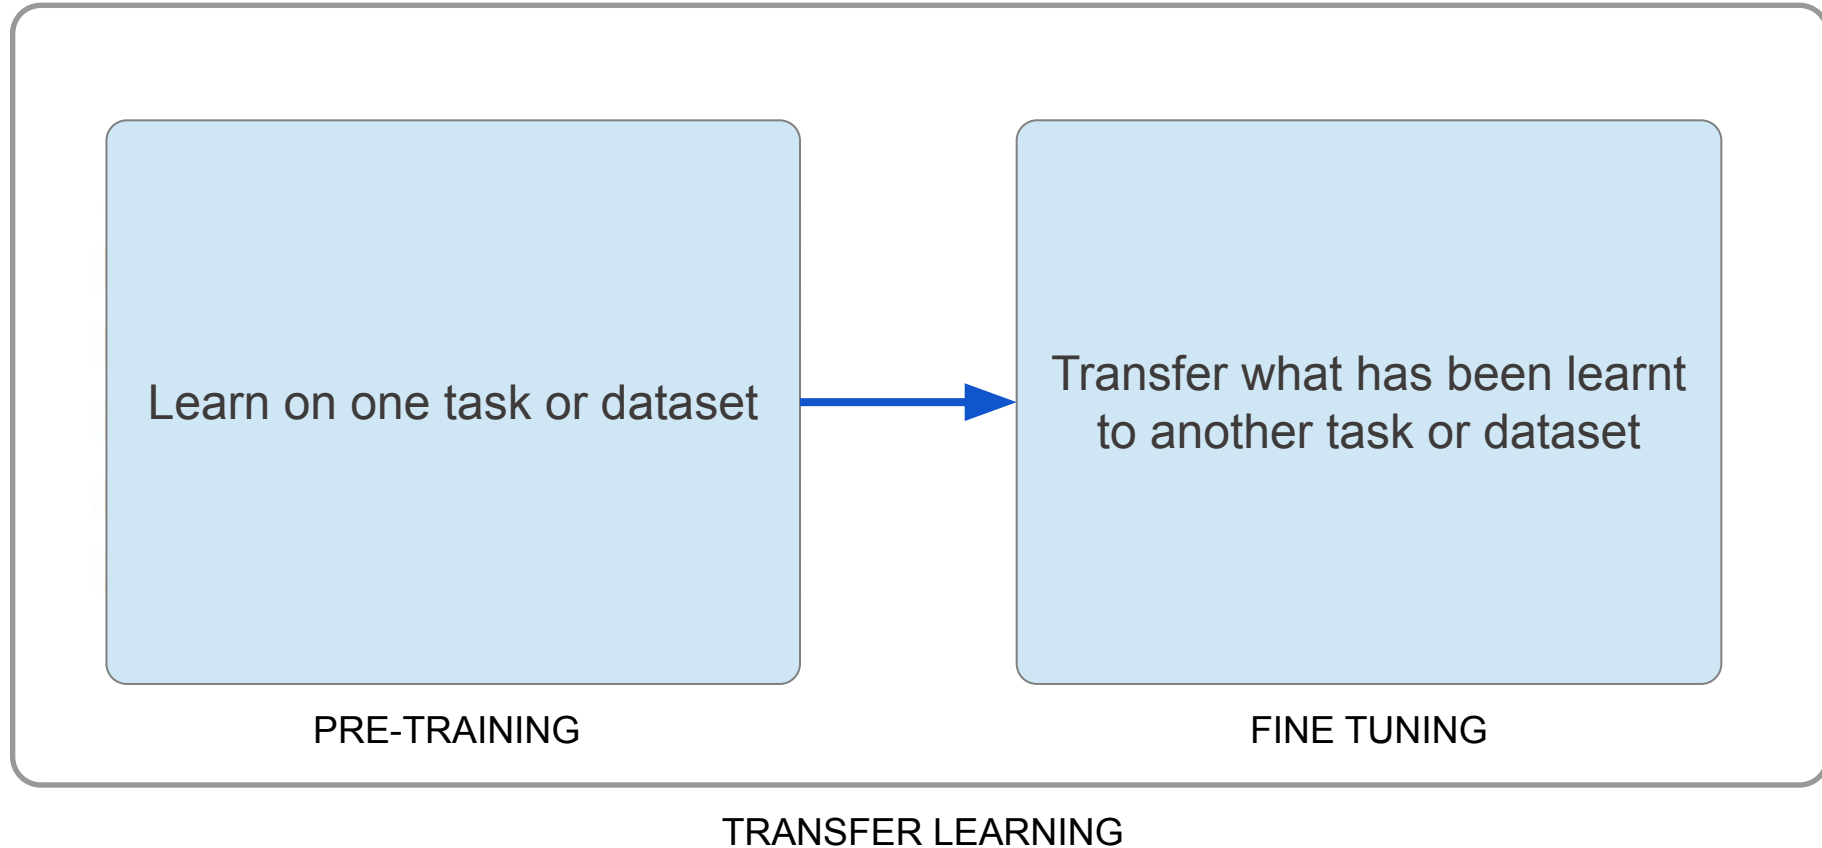 Learn on one task or dataset
Transfer what has been learnt
to another task or dataset
PRE-TRAINING
FINE TUNING
TRANSFER LEARNING